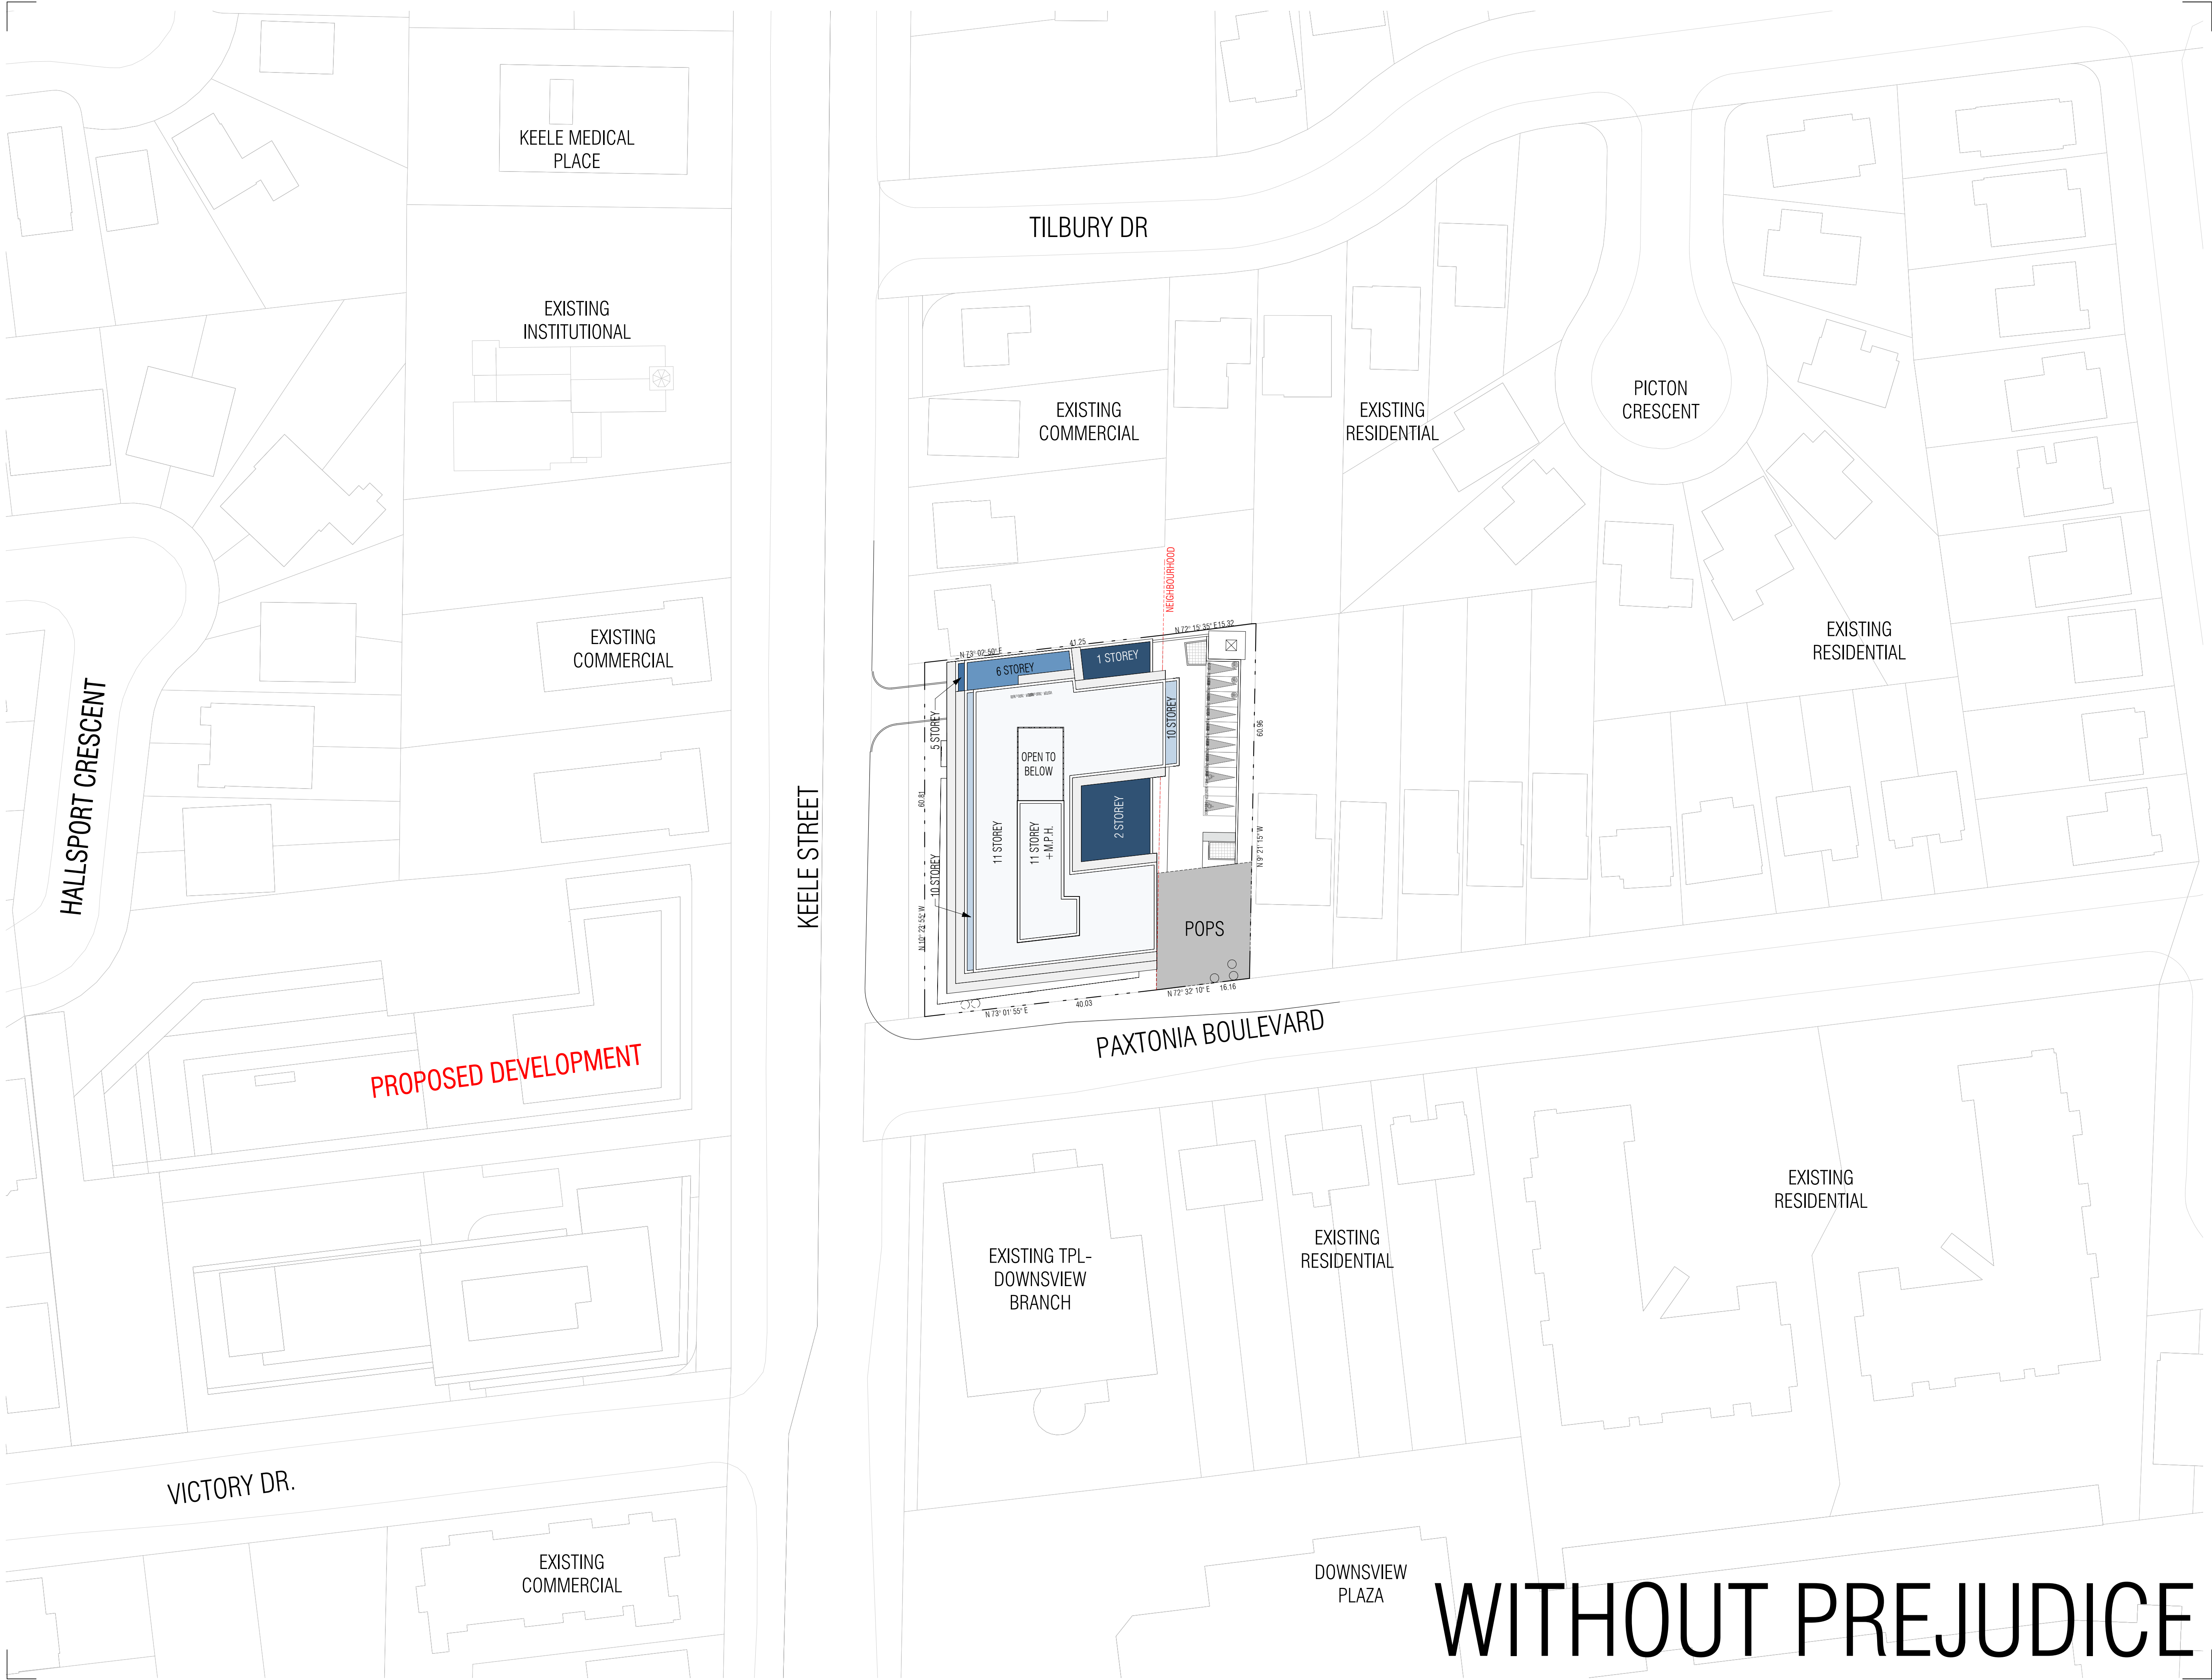 KEELE MEDICAL
PLACE
TILBURY DR
EXISTING
INSTITUTIONAL
EXISTING
COMMERCIAL
EXISTING
RESIDENTIAL
PICTON
CRESCENT
NEIGHBOURHOOD
EXISTING
COMMERCIAL
EXISTING
RESIDENTIAL
HALLSPORT CRESCENT
KEELE STREET
N 73° 02' 50" E
41.25
N 72° 15' 35" E 15.32
6 STOREY
1 STOREY
5 STOREY
10 STOREY
60.96
OPEN TO
BELOW
60.81
11 STOREY
11 STOREY
+M.P.H.
2 STOREY
10 STOREY
N 9° 21' 15" W
N 10° 22' 55" W
POPS
N 73° 01' 55" E
40.03
N 72° 32' 10" E
16.16
PAXTONIA BOULEVARD
PROPOSED DEVELOPMENT
EXISTING
RESIDENTIAL
EXISTING TPL-
DOWNSVIEW
BRANCH
EXISTING
RESIDENTIAL
VICTORY DR.
EXISTING
COMMERCIAL
DOWNSVIEW
PLAZA
WITHOUT PREJUDICE